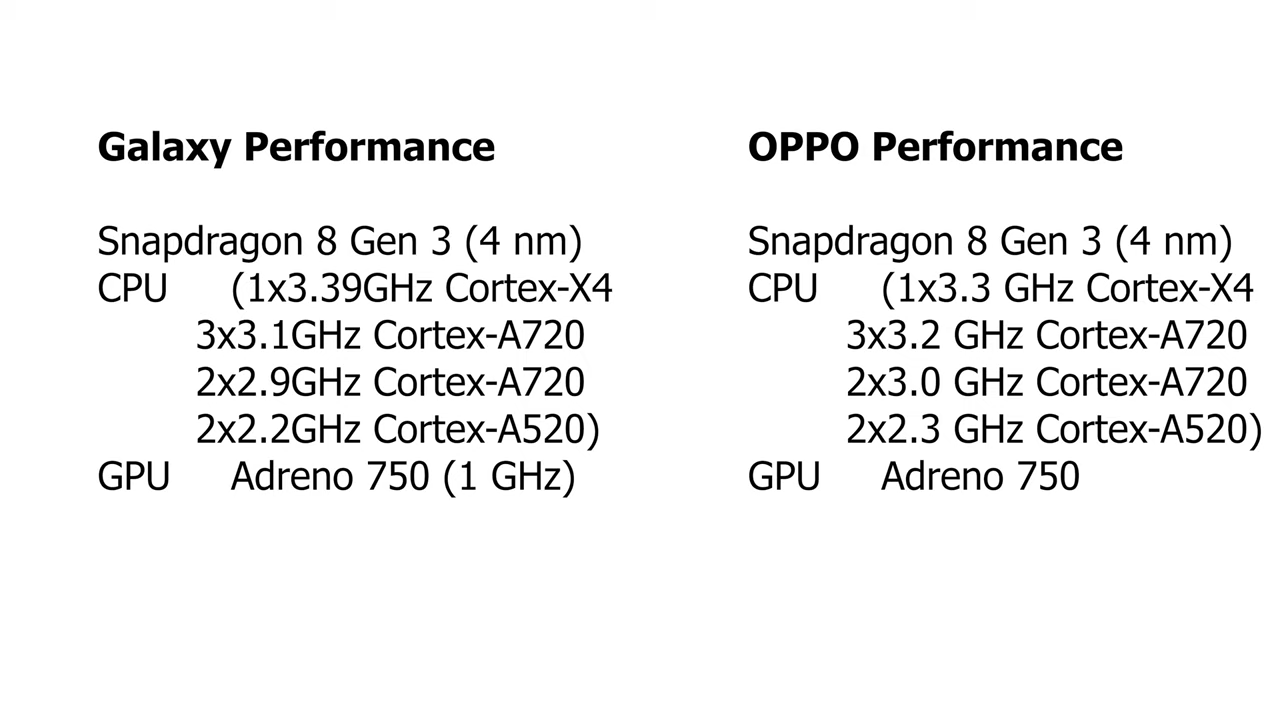 Galaxy Performance
Snapdragon 8 Gen 3 (4 nm)
CPU (1x3.39GHz Cortex-X4
3x3.1GHz Cortex-A720
2x2.9GHz Cortex-A720
2x2.2GHz Cortex-A520)
GPU Adreno 750 (1 GHz)
OPPO Performance
Snapdragon 8 Gen 3 (4 nm)
CPU (1x3.3 GHz Cortex-X4
3x3.2 GHz Cortex-A720
2x3.0 GHz Cortex-A720
2x2.3 GHz Cortex-A520)
GPU Adreno 750